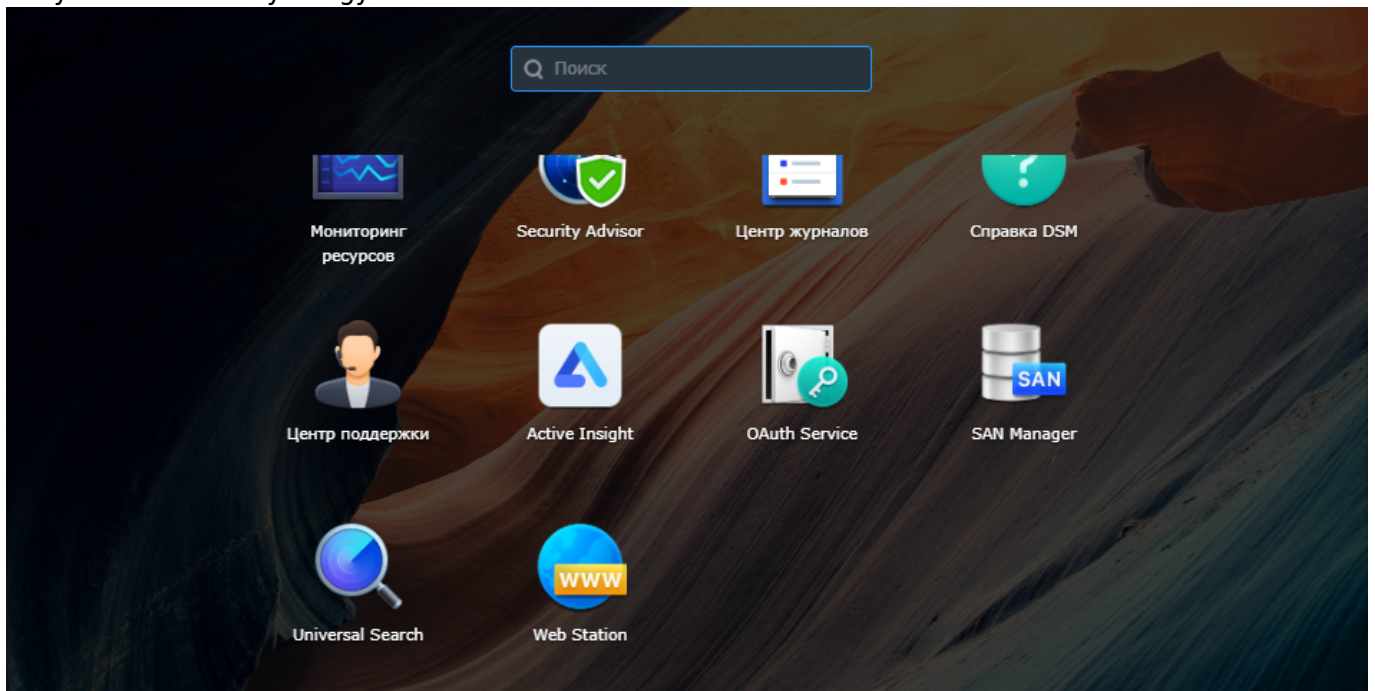 Поиск
Мониторинг
ресурсов
Security Advisor
Центр журналов
Справка DSM
Центр поддержки
Active Insight
OAuth Service
SAN
SAN Manager
Universal Search
www
Web Station